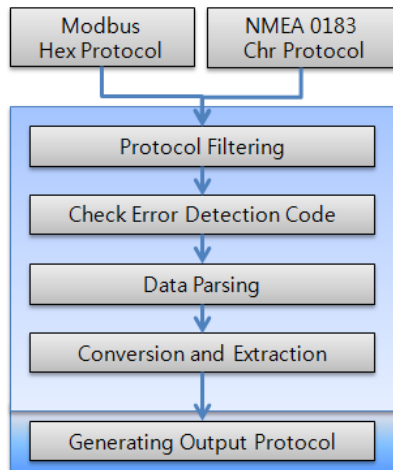 Modbus
Hex Protocol
NMEA 0183
Chr Protocol
Protocol Filtering
Check Error Detection Code
Data Parsing
Conversion and Extraction
Generating Output Protocol